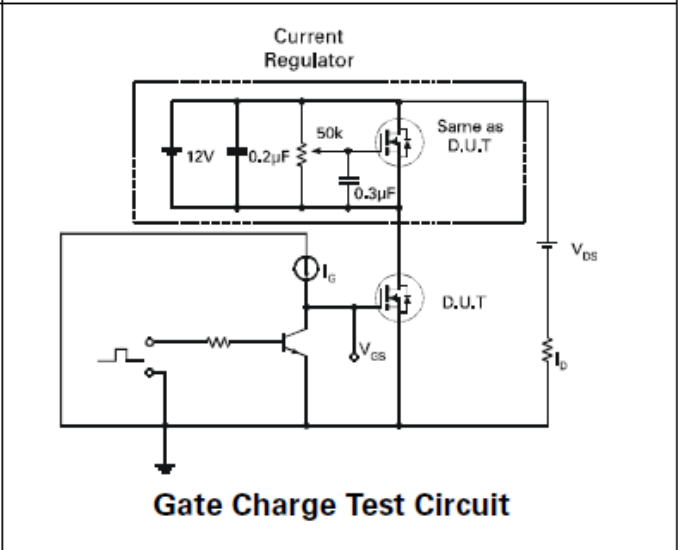 Current
Regulator
12V
0.2µF
50k
0.3µF
Same as
D.U.T
I_G
V_GS
D.U.T
V_DS
I_D
Gate Charge Test Circuit